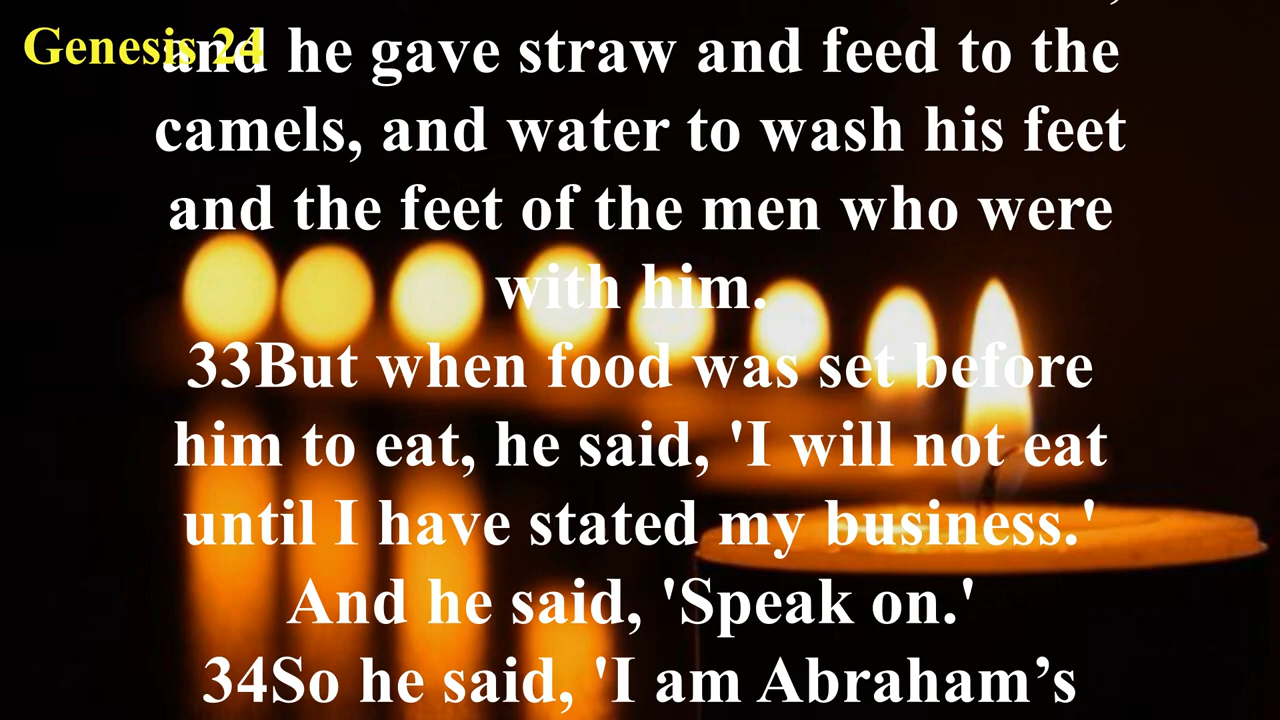 Genesis 24
and he gave straw and feed to the
camels, and water to wash his feet
and the feet of the men who were
with him.
33But when food was set before
him to eat, he said, 'I will not eat
until I have stated my business.'
And he said, 'Speak on.'
34So he said, 'I am Abraham’s